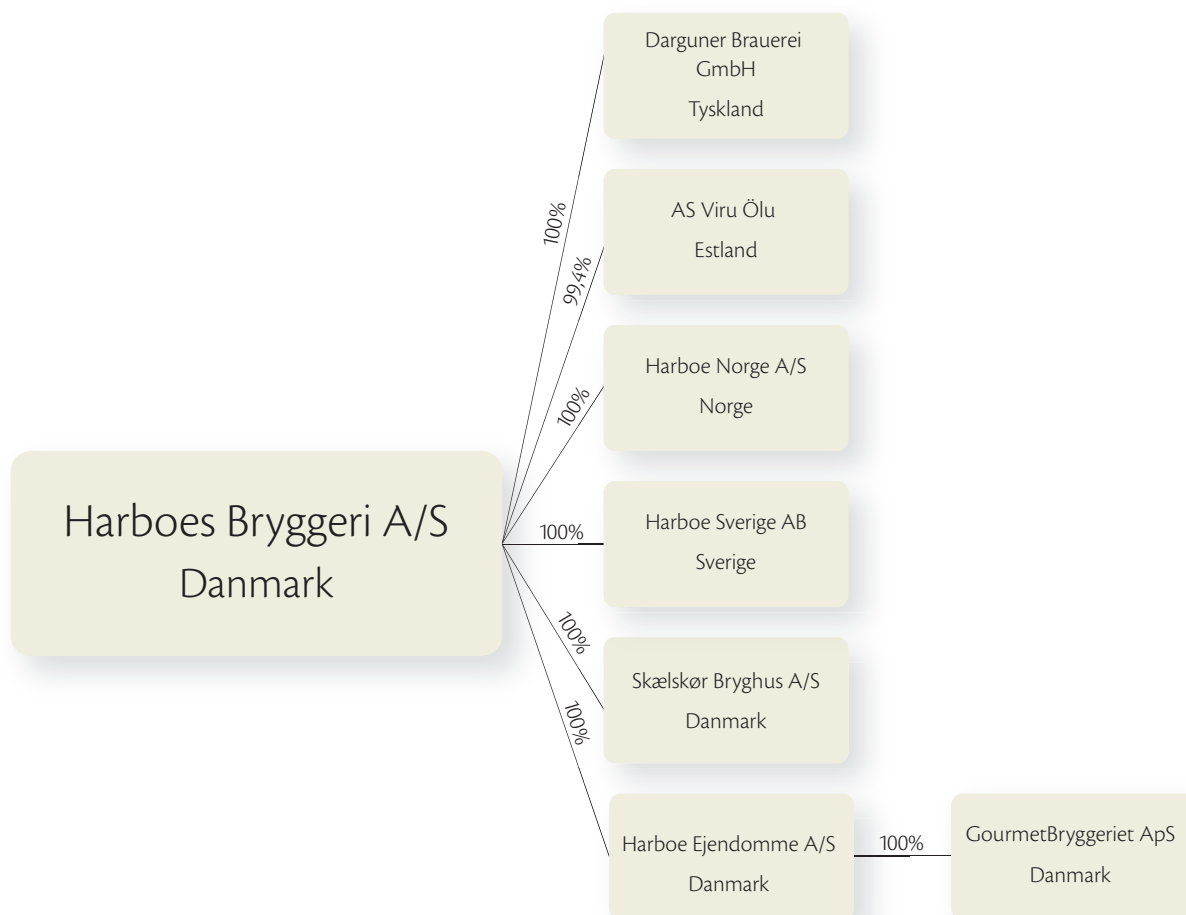 Darguner Brauerei
GmbH
Tyskland
100%
AS Viru Ölu
Estland
99,4%
Harboe Norge A/S
Norge
100%
Harboes Bryggeri A/S
Danmark
Harboe Sverige AB
Sverige
100%
Skælskør Bryghus A/S
Danmark
100%
Harboe Ejendomme A/S
Danmark
100%
GourmetBryggeriet ApS
Danmark
100%